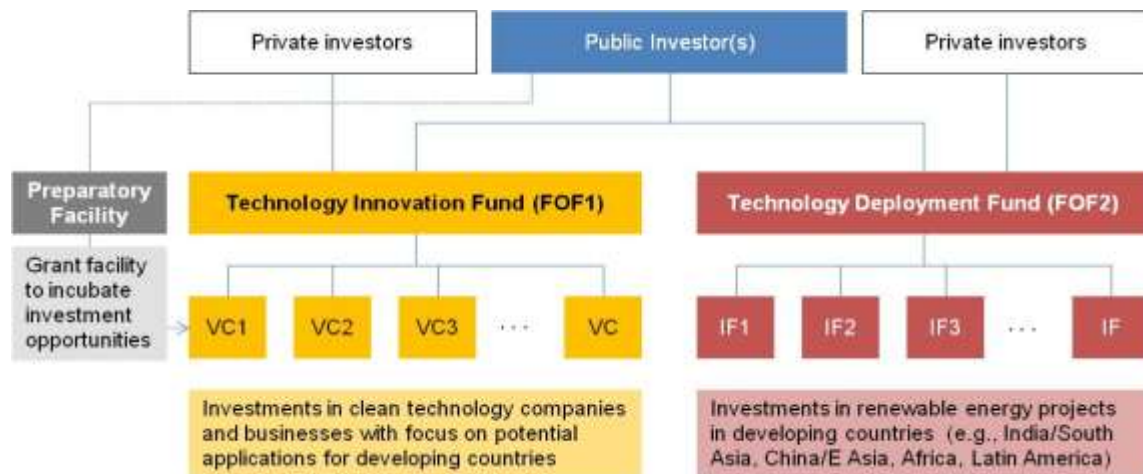 Private investors
Public Investor(s)
Private investors
Preparatory
Facility
Technology Innovation Fund (FOF1)
Technology Deployment Fund (FOF2)
Grant facility
to incubate
investment
opportunities
VC1
VC2
VC3
. . .
VC
IF1
IF2
IF3
. . .
IF
Investments in clean technology companies
and businesses with focus on potential
applications for developing countries
Investments in renewable energy projects
in developing countries (e.g., India/South
Asia, China/E Asia, Africa, Latin America)